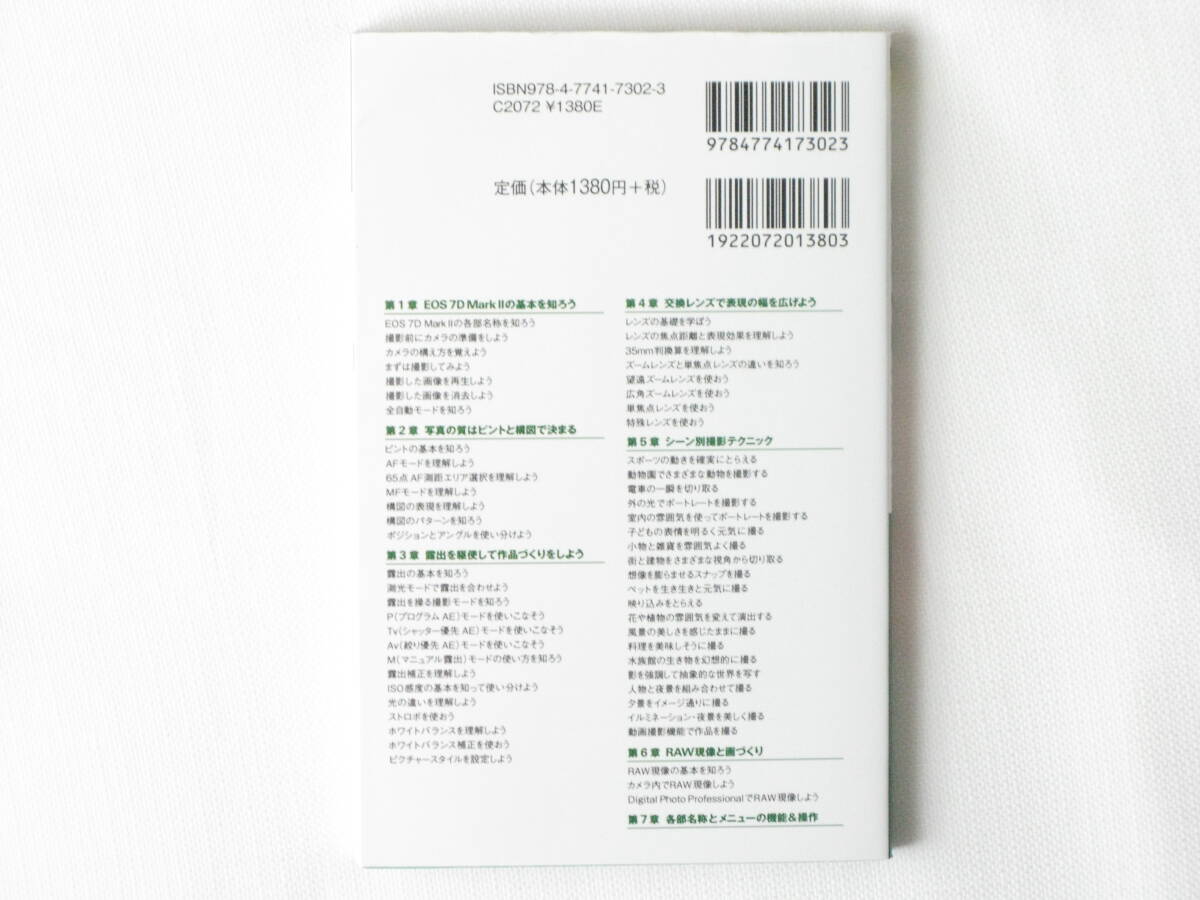 ISBN978-4-7741-7302-3
C2072 ¥1380E
9784774173023
定価(本体1380円+税)
1922072013803
第1章 EOS 7D Mark IIの基本を知ろう
EOS 7D Mark IIの各部名称を知ろう
撮影前にカメラの準備をしよう
カメラの構え方を覚えよう
まずは撮影してみよう
撮影した画像を再生しよう
撮影した画像を消去しよう
全自動モードを知ろう
第2章 写真の質はピントと構図で決まる
ピントの基本を知ろう
AFモードを理解しよう
65点 AF測距エリア選択を理解しよう
MFモードを理解しよう
構図の表現を理解しよう
構図のパターンを知ろう
ポジションとアングルを使い分けよう
第3章 露出を駆使して作品づくりをしよう
露出の基本を知ろう
測光モードで露出を合わせよう
露出を操る撮影モードを知ろう
P(プログラム AE)モードを使いこなそう
Tv(シャッター優先 AE)モードを使いこなそう
Av(絞り優先 AE)モードを使いこなそう
M(マニュアル露出)モードの使い方を知ろう
露出補正を理解しよう
ISO感度の基本を知って使い分けよう
光の違いを理解しよう
ストロボを使おう
ホワイトバランスを理解しよう
ホワイトバランス補正を使おう
ピクチャースタイルを設定しよう
第4章 交換レンズで表現の幅を広げよう
レンズの基礎を学ぼう
レンズの焦点距離と表現効果を理解しよう
35mm判換算を理解しよう
ズームレンズと単焦点レンズの違いを知ろう
望遠ズームレンズを使おう
広角ズームレンズを使おう
単焦点レンズを使おう
特殊レンズを使おう
第5章 シーン別撮影テクニック
スポーツの動きを確実にとらえる
動物園でさまざまな動物を撮影する
電車の一瞬を切り取る
外の光でポートレートを撮影する
室内の雰囲気を使ってポートレートを撮影する
子どもの表情を明るく元気に撮る
小物と雑貨を雰囲気よく撮る
街と建物をさまざまな視角から切り取る
想像を膨らませるスナップを撮る
ペットを生き生きと元気に撮る
映り込みをとらえる
花や植物の雰囲気を変えて演出する
風景の美しさを感じたままに撮る
料理を美味しそうに撮る
水族館の生き物を幻想的に撮る
影を強調して抽象的な世界を写す
人物と夜景を組み合わせて撮る
夕景をイメージ通りに撮る
イルミネーション・夜景を美しく撮る
動画撮影機能で作品を撮る
第6章 RAW現像と画づくり
RAW現像の基本を知ろう
カメラ内でRAW現像しよう
Digital Photo ProfessionalでRAW現像しよう
第7章 各部名称とメニューの機能&操作